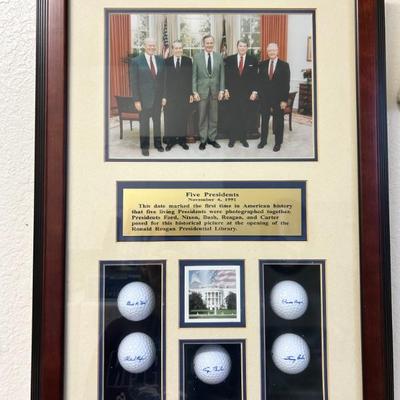 Five Presidents
November 4, 1991
This date marked the first time in American history
that five living Presidents were photographed together.
Presidents Ford, Nixon, Bush, Reagan, and Carter
posed for this historical picture at the opening of the
Ronald Reagan Presidential Library.